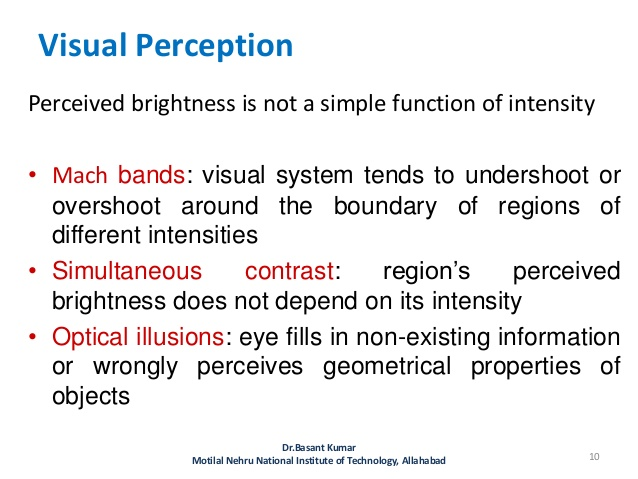 Visual Perception
Perceived brightness is not a simple function of intensity
• Mach bands: visual system tends to undershoot or
overshoot around the boundary of regions of
different intensities
• Simultaneous contrast: region's perceived
brightness does not depend on its intensity
• Optical illusions: eye fills in non-existing information
or wrongly perceives geometrical properties of
objects
Dr.Basant Kumar
Motilal Nehru National Institute of Technology, Allahabad
10